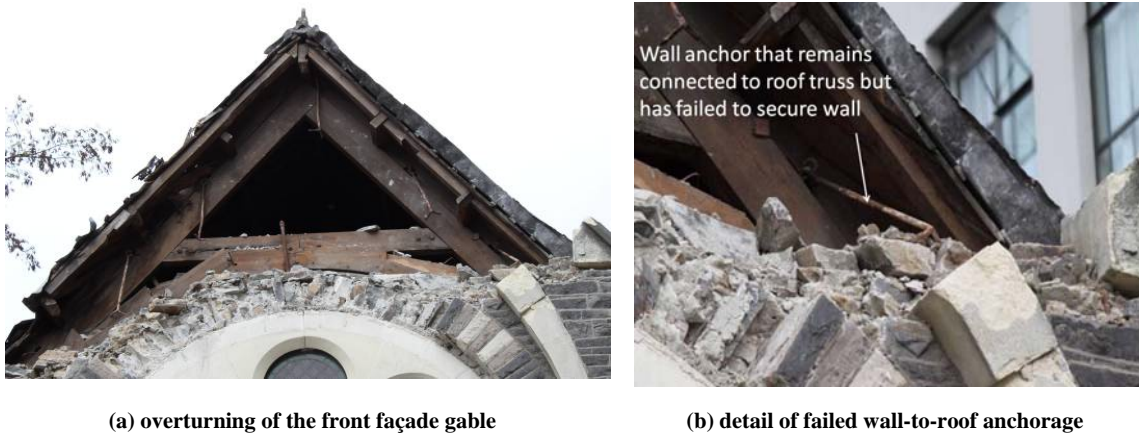 Wall anchor that remains
connected to roof truss but
has failed to secure wall
(a) overturning of the front façade gable
(b) detail of failed wall-to-roof anchorage